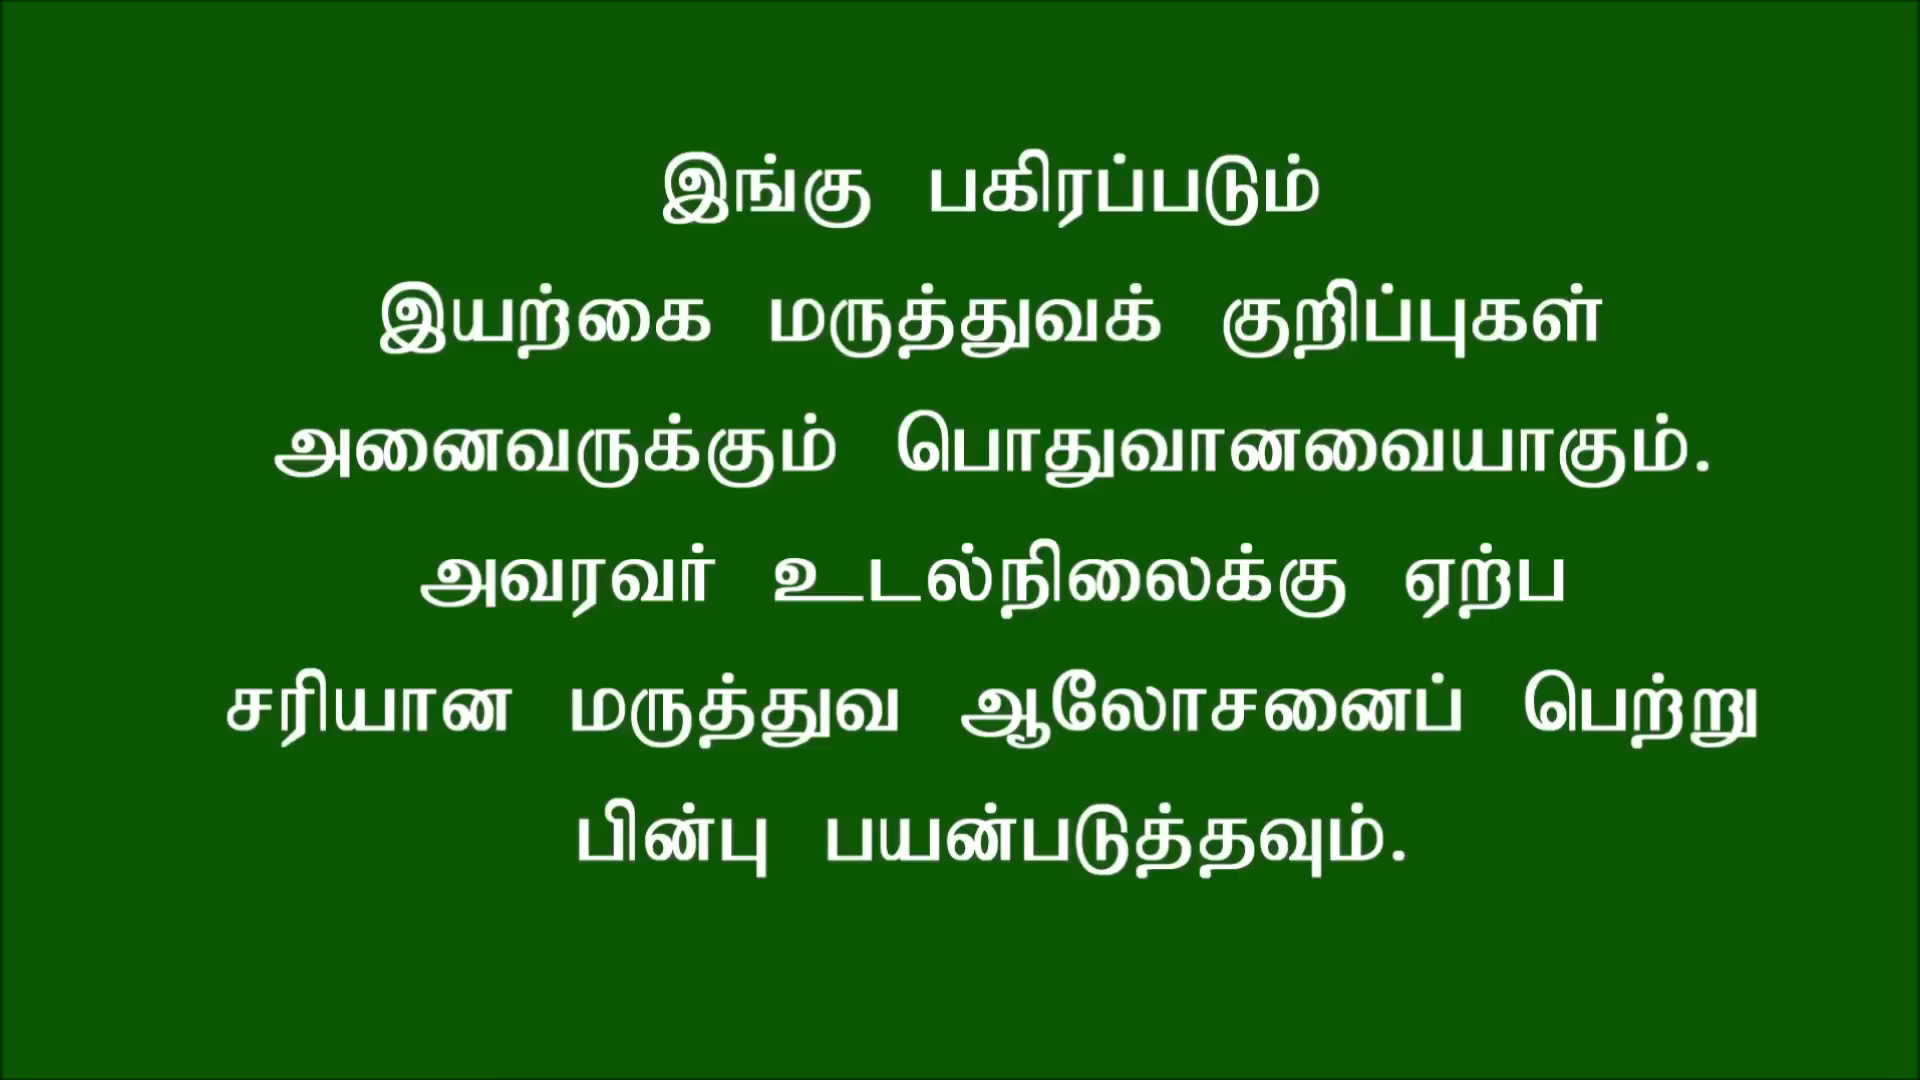 இங்கு பகிரப்படும்
இயற்கை மருத்துவக் குறிப்புகள்
அனைவருக்கும் பொதுவானவையாகும்.
அவரவர் உடல்நிலைக்கு ஏற்ப
சரியான மருத்துவ ஆலோசனைப் பெற்று
பின்பு பயன்படுத்தவும்.